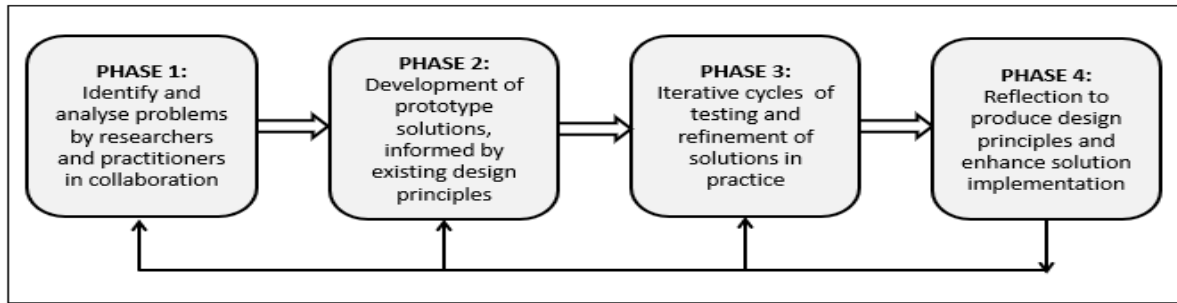 PHASE 1:
Identify and
analyse problems
by researchers
and practitioners
in collaboration
PHASE 2:
Development of
prototype
solutions,
informed by
existing design
principles
PHASE 3:
Iterative cycles of
testing and
refinement of
solutions in
practice
PHASE 4:
Reflection to
produce design
principles and
enhance solution
implementation